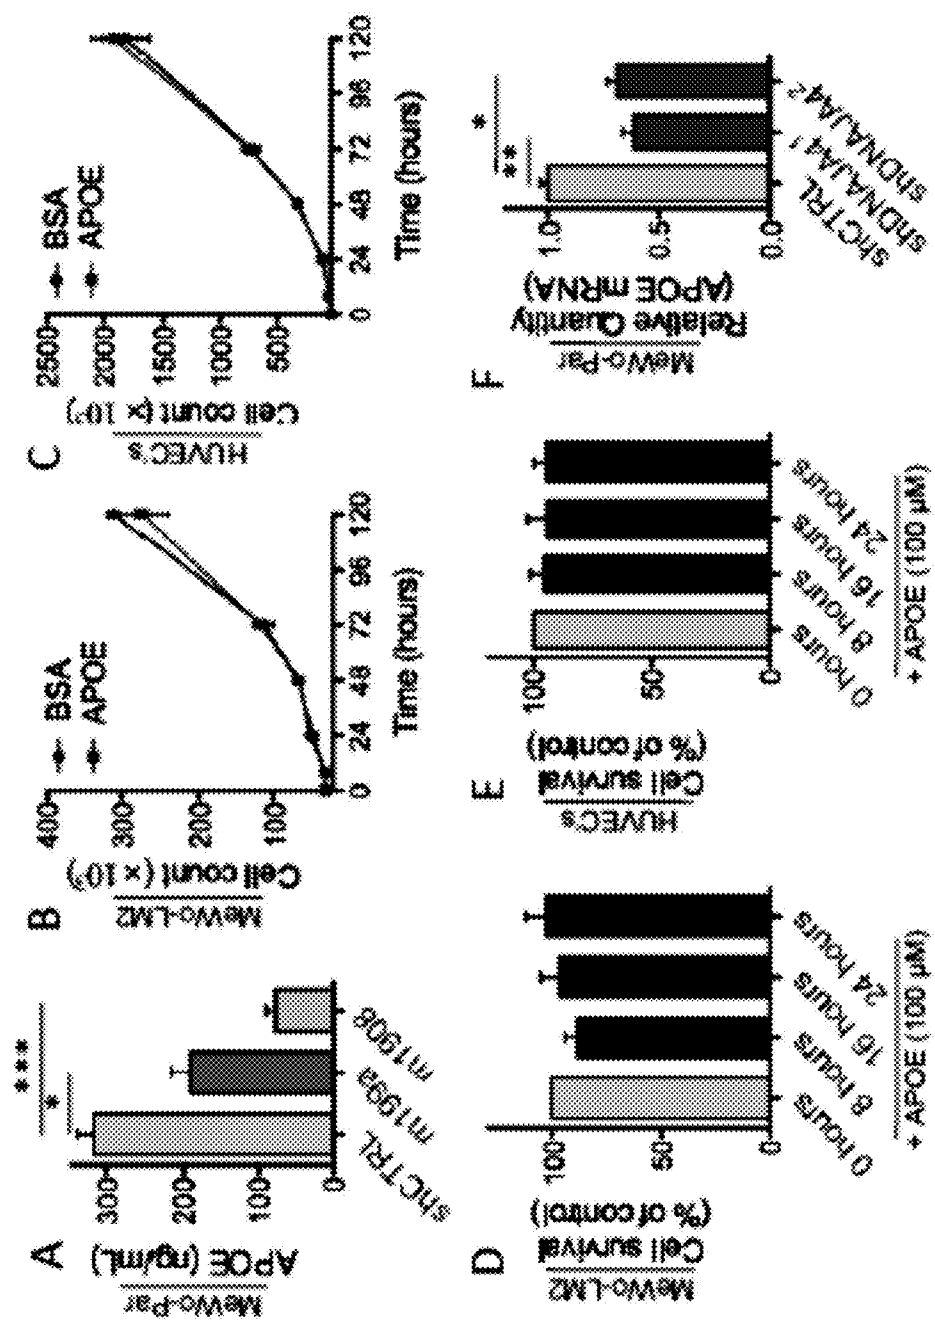 A
MeWo-Par
APOE (ng/mL)
300
200
100
0
shCTRL
m199a
m1908
***
*
B
MeWo-LM2
Cell count (× 10³)
400
300
200
100
0
BSA
APOE
0 24 48 72 96 120
Time (hours)
C
HUVEC's
Cell count (× 10³)
2500
2000
1500
1000
500
0
BSA
APOE
0 24 48 72 96 120
Time (hours)
D
MeWo-LM2
Cell survival
(% of control)
100
50
0
0 hours
8 hours
16 hours
24 hours
+ APOE (100 µM)
E
HUVEC's
Cell survival
(% of control)
100
50
0
0 hours
8 hours
16 hours
24 hours
+ APOE (100 µM)
F
MeWo-Par
Relative Quantity
(APOE mRNA)
1.0
0.5
0.0
**
*
shCTRL
shDNAJA4¹
shDNAJA4²